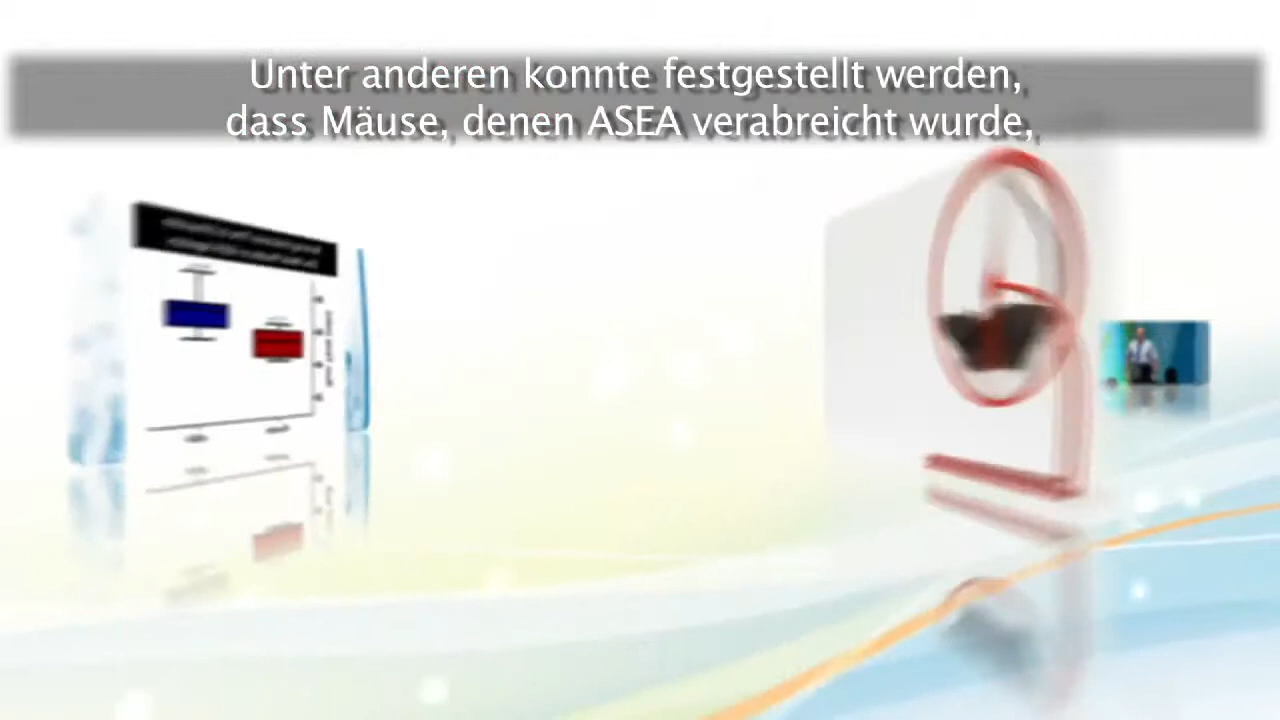 Unter anderen konnte festgestellt werden,
dass Mäuse, denen ASEA verabreicht wurde,